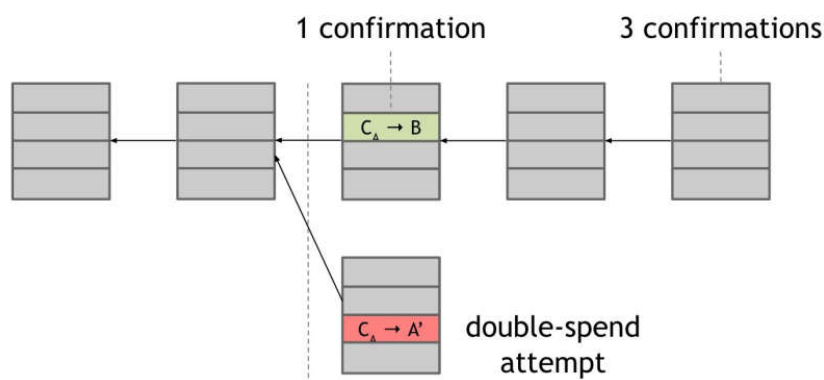 1 confirmation
3 confirmations
C_A → B
C_A → A'
double-spend
attempt